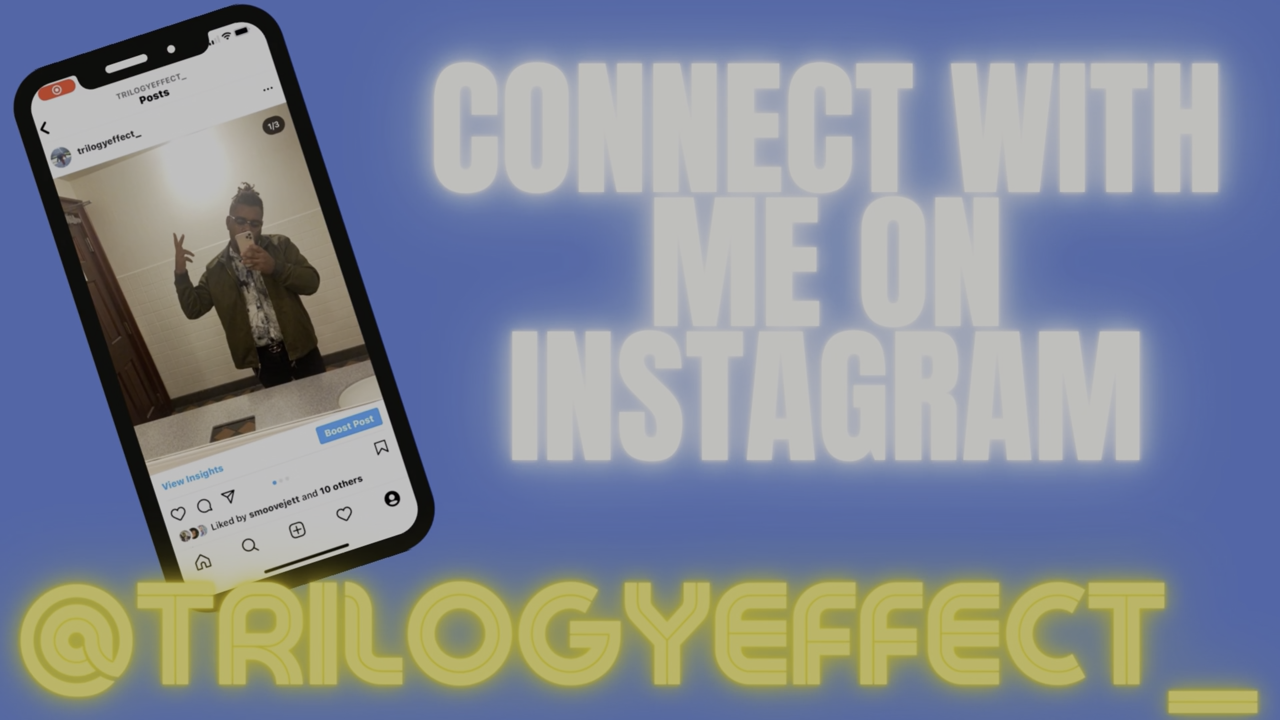 TRILOGYEFFECT_
Posts
trilogyeffect_
1/3
View Insights
Boost Post
Liked by smoovejett and 10 others
CONNECT WITH
ME ON
INSTAGRAM
@TRILOGYEFFECT_